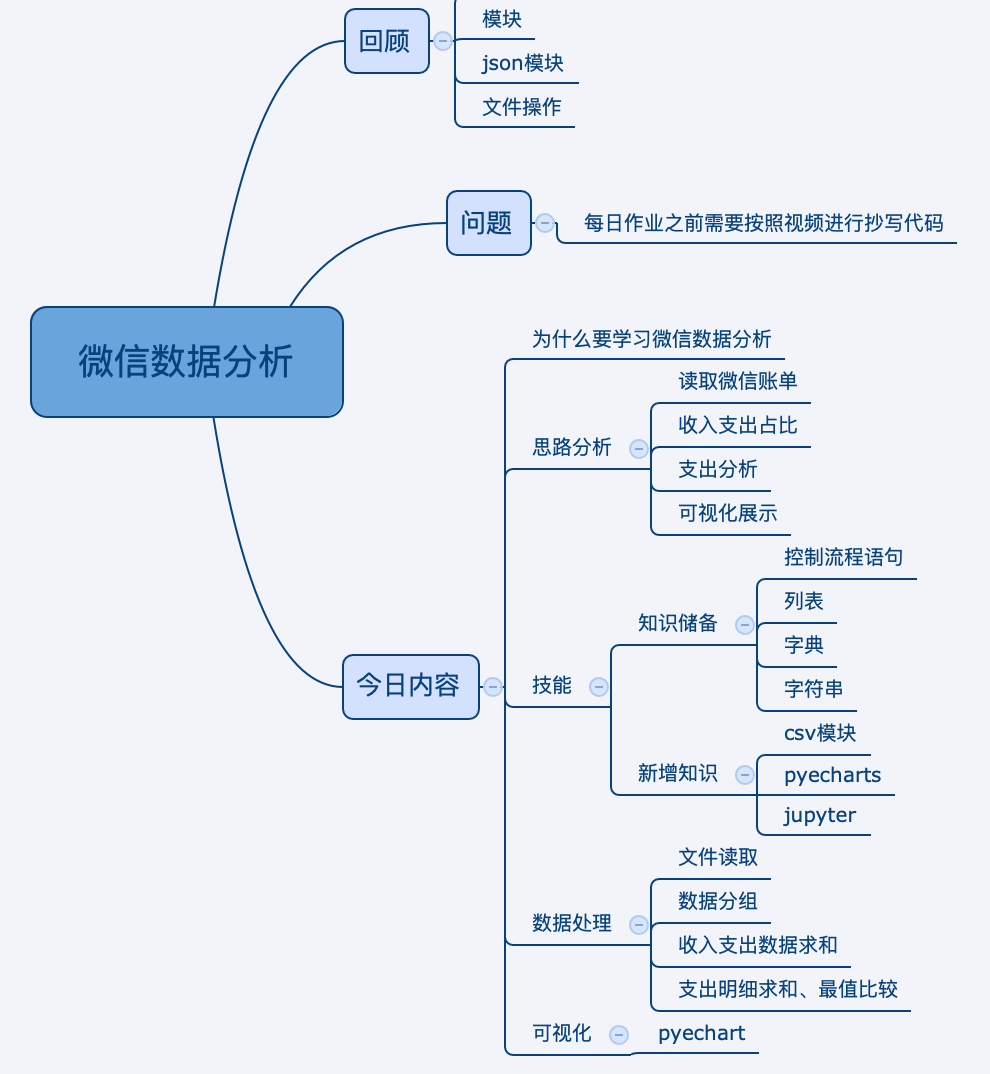 回顾
模块
json模块
文件操作
问题
每日作业之前需要按照视频进行抄写代码
微信数据分析
今日内容
为什么要学习微信数据分析
思路分析
读取微信账单
收入支出占比
支出分析
可视化展示
技能
知识储备
控制流程语句
列表
字典
字符串
新增知识
csv模块
pyecharts
jupyter
数据处理
文件读取
数据分组
收入支出数据求和
支出明细求和、最值比较
可视化
pyechart